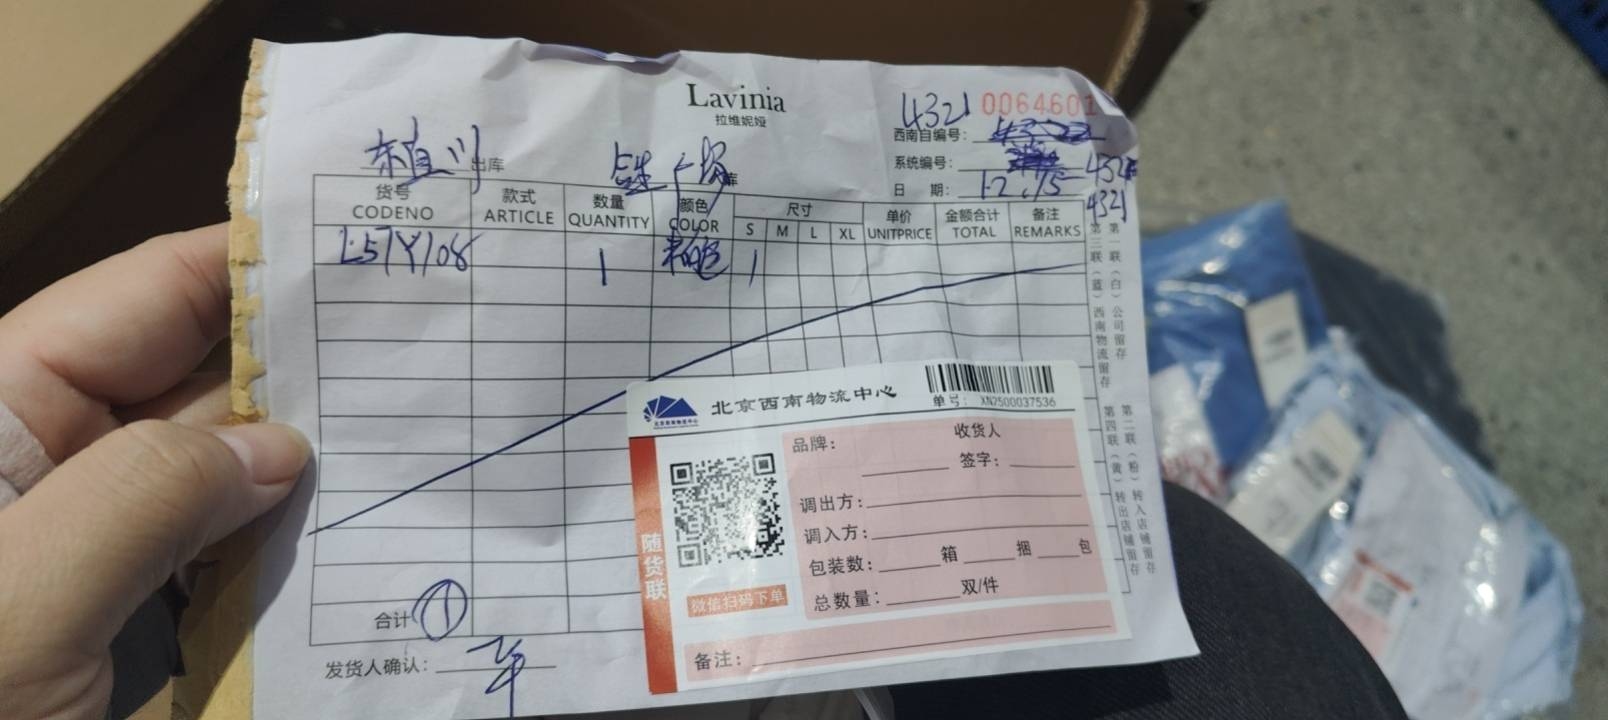 Lavinia
拉维妮娅
4321 0064601
西南自编号：
系统编号：
日 期： 12.15
4321
出库
库
货号 款式 数量 颜色 尺寸 单价 金额合计 备注
CODENO ARTICLE QUANTITY COLOR S M L XL UNITPRICE TOTAL REMARKS
L57Y108 1 1
合计 1
发货人确认：
第一联（白）公司留存 第二联（粉）转入店铺留存
第三联（蓝）西南物流留存 第四联（黄）转出店铺留存
北京西南物流中心
单号： XN2500037536
随货联
微信扫码下单
品牌： 收货人
签字：
调出方：
调入方：
包装数： 箱 捆 包
总数量： 双/件
备注：